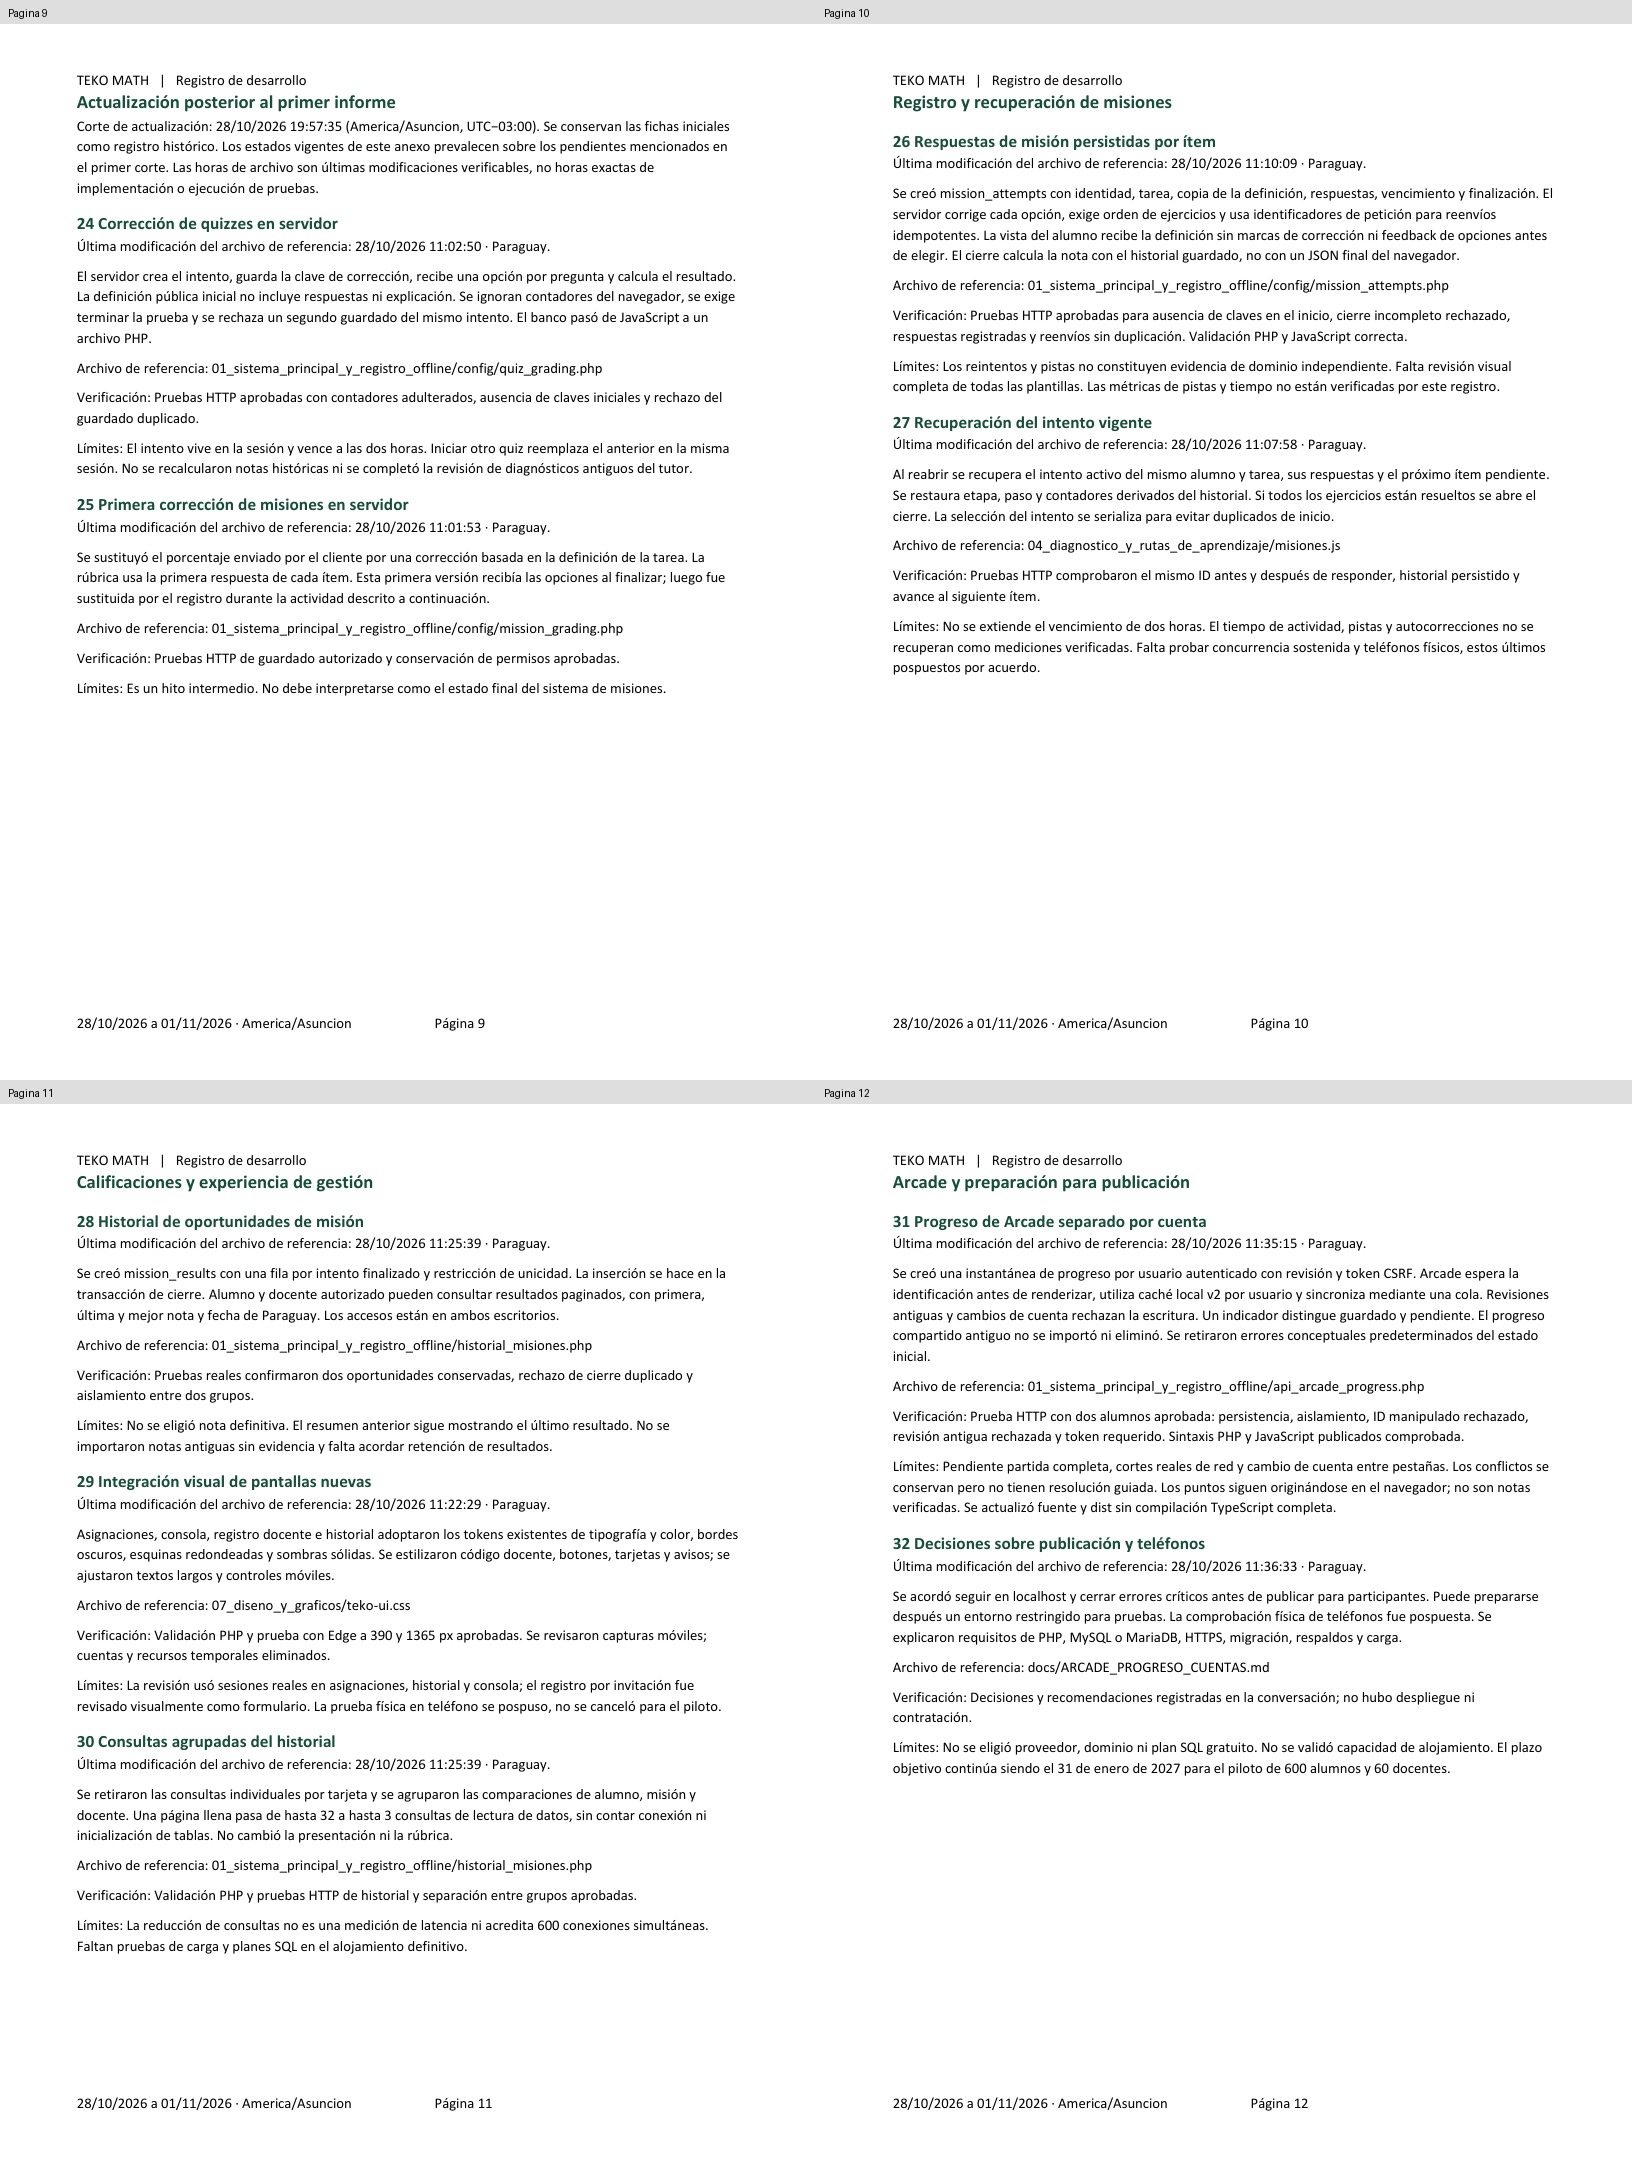 Pagina 9
TEKO MATH | Registro de desarrollo
Actualización posterior al primer informe
Corte de actualización: 28/10/2026 19:57:35 (America/Asuncion, UTC−03:00). Se conservan las fichas iniciales
como registro histórico. Los estados vigentes de este anexo prevalecen sobre los pendientes mencionados en
el primer corte. Las horas de archivo son últimas modificaciones verificables, no horas exactas de
implementación o ejecución de pruebas.
24 Corrección de quizzes en servidor
Última modificación del archivo de referencia: 28/10/2026 11:02:50 · Paraguay.
El servidor crea el intento, guarda la clave de corrección, recibe una opción por pregunta y calcula el resultado.
La definición pública inicial no incluye respuestas ni explicación. Se ignoran contadores del navegador, se exige
terminar la prueba y se rechaza un segundo guardado del mismo intento. El banco pasó de JavaScript a un
archivo PHP.
Archivo de referencia: 01_sistema_principal_y_registro_offline/config/quiz_grading.php
Verificación: Pruebas HTTP aprobadas con contadores adulterados, ausencia de claves iniciales y rechazo del
guardado duplicado.
Límites: El intento vive en la sesión y vence a las dos horas. Iniciar otro quiz reemplaza el anterior en la misma
sesión. No se recalcularon notas históricas ni se completó la revisión de diagnósticos antiguos del tutor.
25 Primera corrección de misiones en servidor
Última modificación del archivo de referencia: 28/10/2026 11:01:53 · Paraguay.
Se sustituyó el porcentaje enviado por el cliente por una corrección basada en la definición de la tarea. La
rúbrica usa la primera respuesta de cada ítem. Esta primera versión recibía las opciones al finalizar; luego fue
sustituida por el registro durante la actividad descrito a continuación.
Archivo de referencia: 01_sistema_principal_y_registro_offline/config/mission_grading.php
Verificación: Pruebas HTTP de guardado autorizado y conservación de permisos aprobadas.
Límites: Es un hito intermedio. No debe interpretarse como el estado final del sistema de misiones.
28/10/2026 a 01/11/2026 · America/Asuncion Página 9
Pagina 10
TEKO MATH | Registro de desarrollo
Registro y recuperación de misiones
26 Respuestas de misión persistidas por ítem
Última modificación del archivo de referencia: 28/10/2026 11:10:09 · Paraguay.
Se creó mission_attempts con identidad, tarea, copia de la definición, respuestas, vencimiento y finalización. El
servidor corrige cada opción, exige orden de ejercicios y usa identificadores de petición para reenvíos
idempotentes. La vista del alumno recibe la definición sin marcas de corrección ni feedback de opciones antes
de elegir. El cierre calcula la nota con el historial guardado, no con un JSON final del navegador.
Archivo de referencia: 01_sistema_principal_y_registro_offline/config/mission_attempts.php
Verificación: Pruebas HTTP aprobadas para ausencia de claves en el inicio, cierre incompleto rechazado,
respuestas registradas y reenvíos sin duplicación. Validación PHP y JavaScript correcta.
Límites: Los reintentos y pistas no constituyen evidencia de dominio independiente. Falta revisión visual
completa de todas las plantillas. Las métricas de pistas y tiempo no están verificadas por este registro.
27 Recuperación del intento vigente
Última modificación del archivo de referencia: 28/10/2026 11:07:58 · Paraguay.
Al reabrir se recupera el intento activo del mismo alumno y tarea, sus respuestas y el próximo ítem pendiente.
Se restaura etapa, paso y contadores derivados del historial. Si todos los ejercicios están resueltos se abre el
cierre. La selección del intento se serializa para evitar duplicados de inicio.
Archivo de referencia: 04_diagnostico_y_rutas_de_aprendizaje/misiones.js
Verificación: Pruebas HTTP comprobaron el mismo ID antes y después de responder, historial persistido y
avance al siguiente ítem.
Límites: No se extiende el vencimiento de dos horas. El tiempo de actividad, pistas y autocorrecciones no se
recuperan como mediciones verificadas. Falta probar concurrencia sostenida y teléfonos físicos, estos últimos
pospuestos por acuerdo.
28/10/2026 a 01/11/2026 · America/Asuncion Página 10
Pagina 11
TEKO MATH | Registro de desarrollo
Calificaciones y experiencia de gestión
28 Historial de oportunidades de misión
Última modificación del archivo de referencia: 28/10/2026 11:25:39 · Paraguay.
Se creó mission_results con una fila por intento finalizado y restricción de unicidad. La inserción se hace en la
transacción de cierre. Alumno y docente autorizado pueden consultar resultados paginados, con primera,
última y mejor nota y fecha de Paraguay. Los accesos están en ambos escritorios.
Archivo de referencia: 01_sistema_principal_y_registro_offline/historial_misiones.php
Verificación: Pruebas reales confirmaron dos oportunidades conservadas, rechazo de cierre duplicado y
aislamiento entre dos grupos.
Límites: No se eligió nota definitiva. El resumen anterior sigue mostrando el último resultado. No se
importaron notas antiguas sin evidencia y falta acordar retención de resultados.
29 Integración visual de pantallas nuevas
Última modificación del archivo de referencia: 28/10/2026 11:22:29 · Paraguay.
Asignaciones, consola, registro docente e historial adoptaron los tokens existentes de tipografía y color, bordes
oscuros, esquinas redondeadas y sombras sólidas. Se estilizaron código docente, botones, tarjetas y avisos; se
ajustaron textos largos y controles móviles.
Archivo de referencia: 07_diseno_y_graficos/teko-ui.css
Verificación: Validación PHP y prueba con Edge a 390 y 1365 px aprobadas. Se revisaron capturas móviles;
cuentas y recursos temporales eliminados.
Límites: La revisión usó sesiones reales en asignaciones, historial y consola; el registro por invitación fue
revisado visualmente como formulario. La prueba física en teléfono se pospuso, no se canceló para el piloto.
30 Consultas agrupadas del historial
Última modificación del archivo de referencia: 28/10/2026 11:25:39 · Paraguay.
Se retiraron las consultas individuales por tarjeta y se agruparon las comparaciones de alumno, misión y
docente. Una página llena pasa de hasta 32 a hasta 3 consultas de lectura de datos, sin contar conexión ni
inicialización de tablas. No cambió la presentación ni la rúbrica.
Archivo de referencia: 01_sistema_principal_y_registro_offline/historial_misiones.php
Verificación: Validación PHP y pruebas HTTP de historial y separación entre grupos aprobadas.
Límites: La reducción de consultas no es una medición de latencia ni acredita 600 conexiones simultáneas.
Faltan pruebas de carga y planes SQL en el alojamiento definitivo.
28/10/2026 a 01/11/2026 · America/Asuncion Página 11
Pagina 12
TEKO MATH | Registro de desarrollo
Arcade y preparación para publicación
31 Progreso de Arcade separado por cuenta
Última modificación del archivo de referencia: 28/10/2026 11:35:15 · Paraguay.
Se creó una instantánea de progreso por usuario autenticado con revisión y token CSRF. Arcade espera la
identificación antes de renderizar, utiliza caché local v2 por usuario y sincroniza mediante una cola. Revisiones
antiguas y cambios de cuenta rechazan la escritura. Un indicador distingue guardado y pendiente. El progreso
compartido antiguo no se importó ni eliminó. Se retiraron errores conceptuales predeterminados del estado
inicial.
Archivo de referencia: 01_sistema_principal_y_registro_offline/api_arcade_progress.php
Verificación: Prueba HTTP con dos alumnos aprobada: persistencia, aislamiento, ID manipulado rechazado,
revisión antigua rechazada y token requerido. Sintaxis PHP y JavaScript publicados comprobada.
Límites: Pendiente partida completa, cortes reales de red y cambio de cuenta entre pestañas. Los conflictos se
conservan pero no tienen resolución guiada. Los puntos siguen originándose en el navegador; no son notas
verificadas. Se actualizó fuente y dist sin compilación TypeScript completa.
32 Decisiones sobre publicación y teléfonos
Última modificación del archivo de referencia: 28/10/2026 11:36:33 · Paraguay.
Se acordó seguir en localhost y cerrar errores críticos antes de publicar para participantes. Puede prepararse
después un entorno restringido para pruebas. La comprobación física de teléfonos fue pospuesta. Se
explicaron requisitos de PHP, MySQL o MariaDB, HTTPS, migración, respaldos y carga.
Archivo de referencia: docs/ARCADE_PROGRESO_CUENTAS.md
Verificación: Decisiones y recomendaciones registradas en la conversación; no hubo despliegue ni
contratación.
Límites: No se eligió proveedor, dominio ni plan SQL gratuito. No se validó capacidad de alojamiento. El plazo
objetivo continúa siendo el 31 de enero de 2027 para el piloto de 600 alumnos y 60 docentes.
28/10/2026 a 01/11/2026 · America/Asuncion Página 12